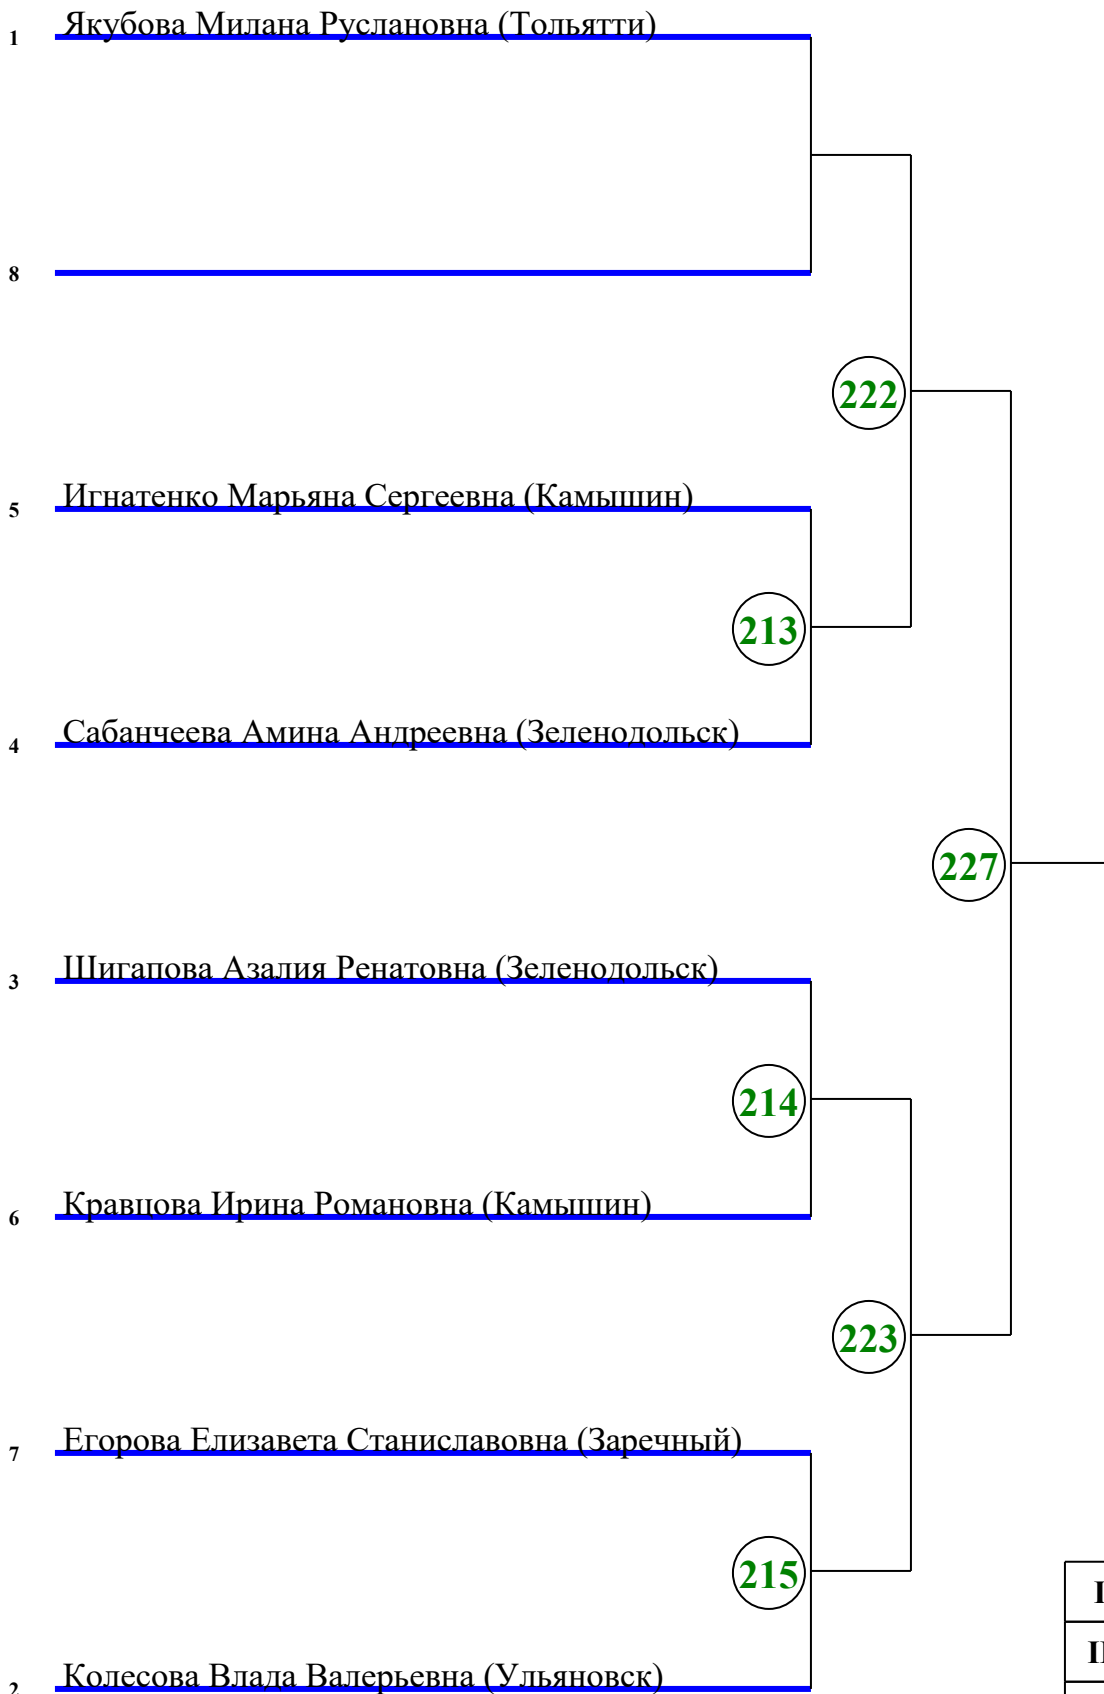 1 Якубова Милана Руслановна (Тольятти)
8
222
5 Игнатенко Марьяна Сергеевна (Камышин)
213
4 Сабанчеева Амина Андреевна (Зеленодольск)
227
3 Шигапова Азалия Ренатовна (Зеленодольск)
214
6 Кравцова Ирина Романовна (Камышин)
223
7 Егорова Елизавета Станиславовна (Заречный)
215
I
II
2 Колесова Влада Валерьевна (Ульяновск)